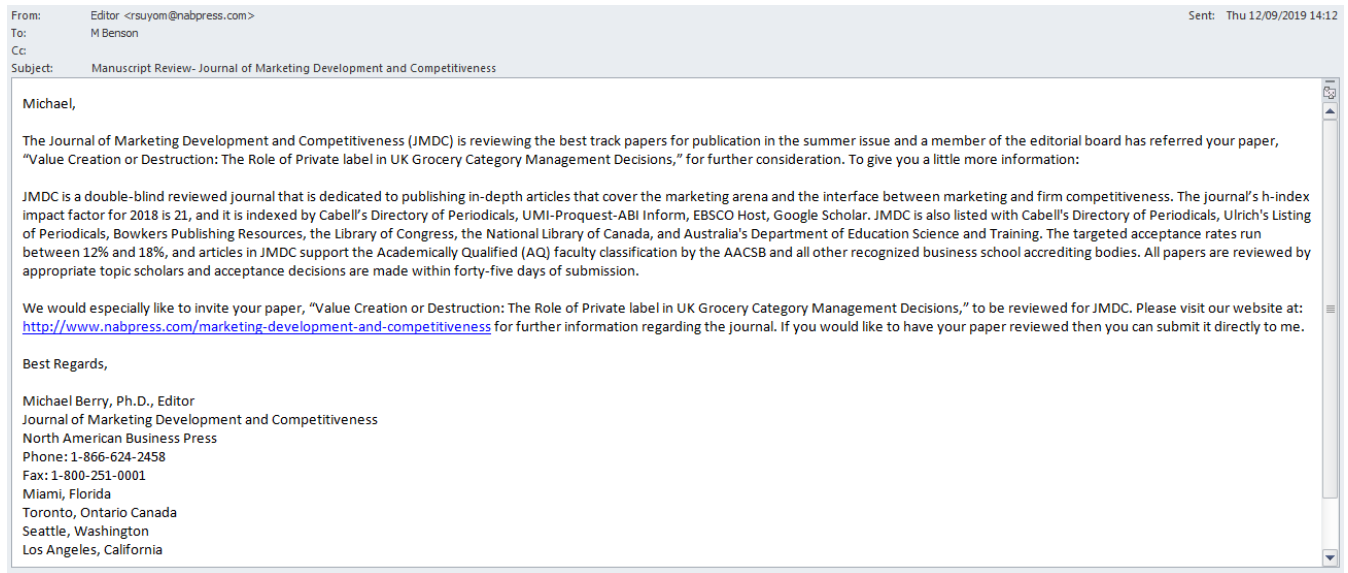 From: Editor <rsuyom@nabpress.com> Sent: Thu 12/09/2019 14:12
To: M Benson
Cc:
Subject: Manuscript Review- Journal of Marketing Development and Competitiveness
Michael,
The Journal of Marketing Development and Competitiveness (JMDC) is reviewing the best track papers for publication in the summer issue and a member of the editorial board has referred your paper,
“Value Creation or Destruction: The Role of Private label in UK Grocery Category Management Decisions,” for further consideration. To give you a little more information:
JMDC is a double-blind reviewed journal that is dedicated to publishing in-depth articles that cover the marketing arena and the interface between marketing and firm competitiveness. The journal’s h-index
impact factor for 2018 is 21, and it is indexed by Cabell’s Directory of Periodicals, UMI-Proquest-ABI Inform, EBSCO Host, Google Scholar. JMDC is also listed with Cabell's Directory of Periodicals, Ulrich's Listing
of Periodicals, Bowkers Publishing Resources, the Library of Congress, the National Library of Canada, and Australia's Department of Education Science and Training. The targeted acceptance rates run
between 12% and 18%, and articles in JMDC support the Academically Qualified (AQ) faculty classification by the AACSB and all other recognized business school accrediting bodies. All papers are reviewed by
appropriate topic scholars and acceptance decisions are made within forty-five days of submission.
We would especially like to invite your paper, “Value Creation or Destruction: The Role of Private label in UK Grocery Category Management Decisions,” to be reviewed for JMDC. Please visit our website at:
http://www.nabpress.com/marketing-development-and-competitiveness for further information regarding the journal. If you would like to have your paper reviewed then you can submit it directly to me.
Best Regards,
Michael Berry, Ph.D., Editor
Journal of Marketing Development and Competitiveness
North American Business Press
Phone: 1-866-624-2458
Fax: 1-800-251-0001
Miami, Florida
Toronto, Ontario Canada
Seattle, Washington
Los Angeles, California